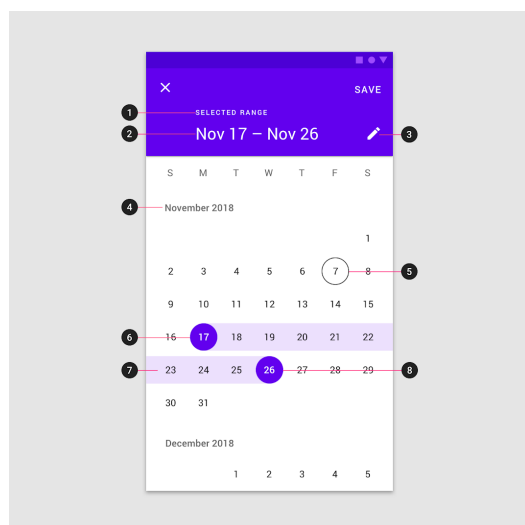 SAVE
1 SELECTED RANGE
2 Nov 17 – Nov 26 3
S M T W T F S
4 November 2018
1
2 3 4 5 6 7 8 5
9 10 11 12 13 14 15
6 16 17 18 19 20 21 22
7 23 24 25 26 27 28 29 8
30 31
December 2018
1 2 3 4 5